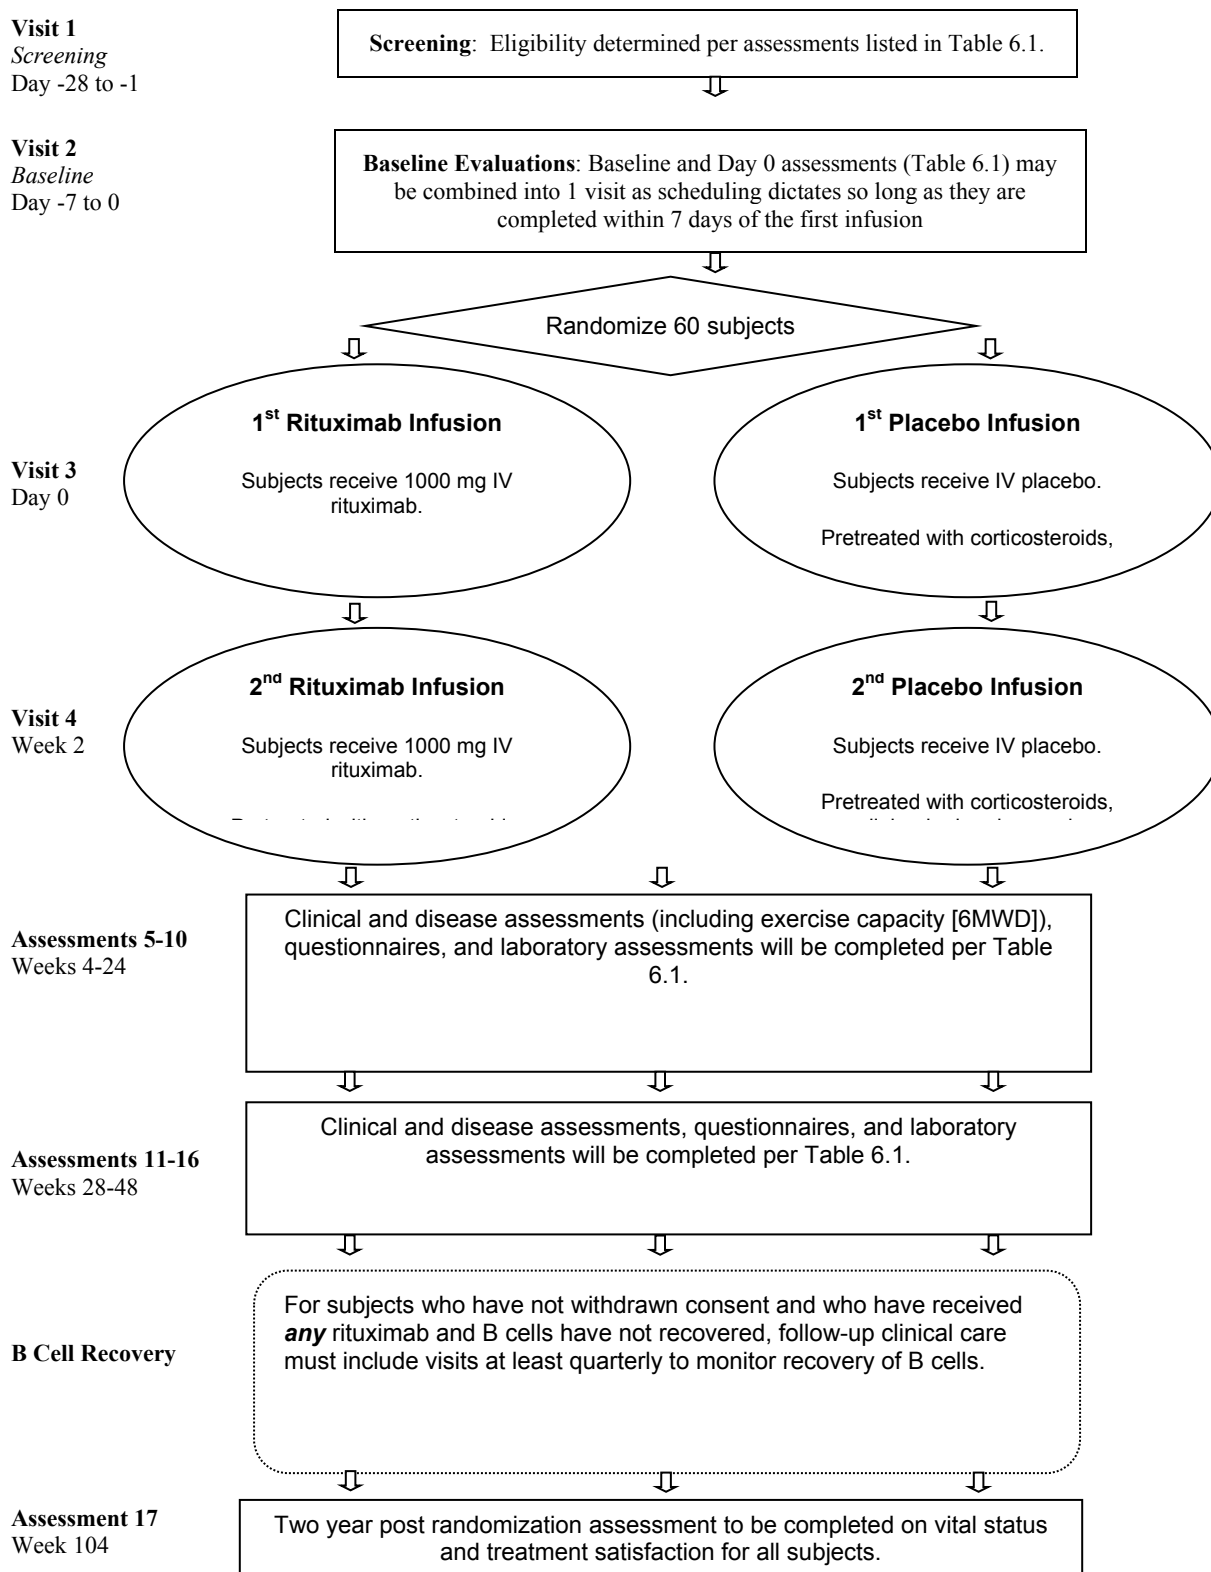 Visit 1
Screening
Day -28 to -1
Screening: Eligibility determined per assessments listed in Table 6.1.
Visit 2
Baseline
Day -7 to 0
Baseline Evaluations: Baseline and Day 0 assessments (Table 6.1) may
be combined into 1 visit as scheduling dictates so long as they are
completed within 7 days of the first infusion
Randomize 60 subjects
Visit 3
Day 0
1st Rituximab Infusion
Subjects receive 1000 mg IV
rituximab.
1st Placebo Infusion
Subjects receive IV placebo.
Pretreated with corticosteroids,
Visit 4
Week 2
2nd Rituximab Infusion
Subjects receive 1000 mg IV
rituximab.
2nd Placebo Infusion
Subjects receive IV placebo.
Pretreated with corticosteroids,
Assessments 5-10
Weeks 4-24
Clinical and disease assessments (including exercise capacity [6MWD]),
questionnaires, and laboratory assessments will be completed per Table
6.1.
Assessments 11-16
Weeks 28-48
Clinical and disease assessments, questionnaires, and laboratory
assessments will be completed per Table 6.1.
B Cell Recovery
For subjects who have not withdrawn consent and who have received
any rituximab and B cells have not recovered, follow-up clinical care
must include visits at least quarterly to monitor recovery of B cells.
Assessment 17
Week 104
Two year post randomization assessment to be completed on vital status
and treatment satisfaction for all subjects.